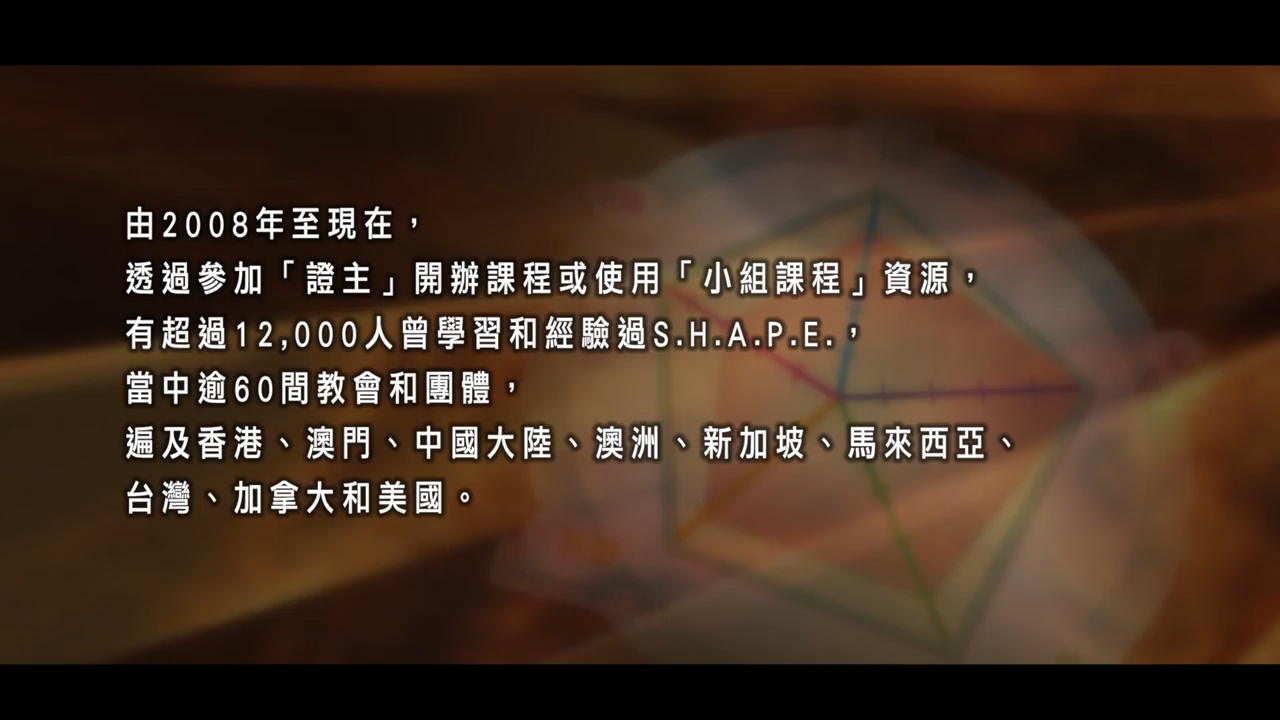 由2008年至現在，
透過參加「證主」開辦課程或使用「小組課程」資源，
有超過12,000人曾學習和經驗過S.H.A.P.E.，
當中逾60間教會和團體，
遍及香港、澳門、中國大陸、澳洲、新加坡、馬來西亞、
台灣、加拿大和美國。